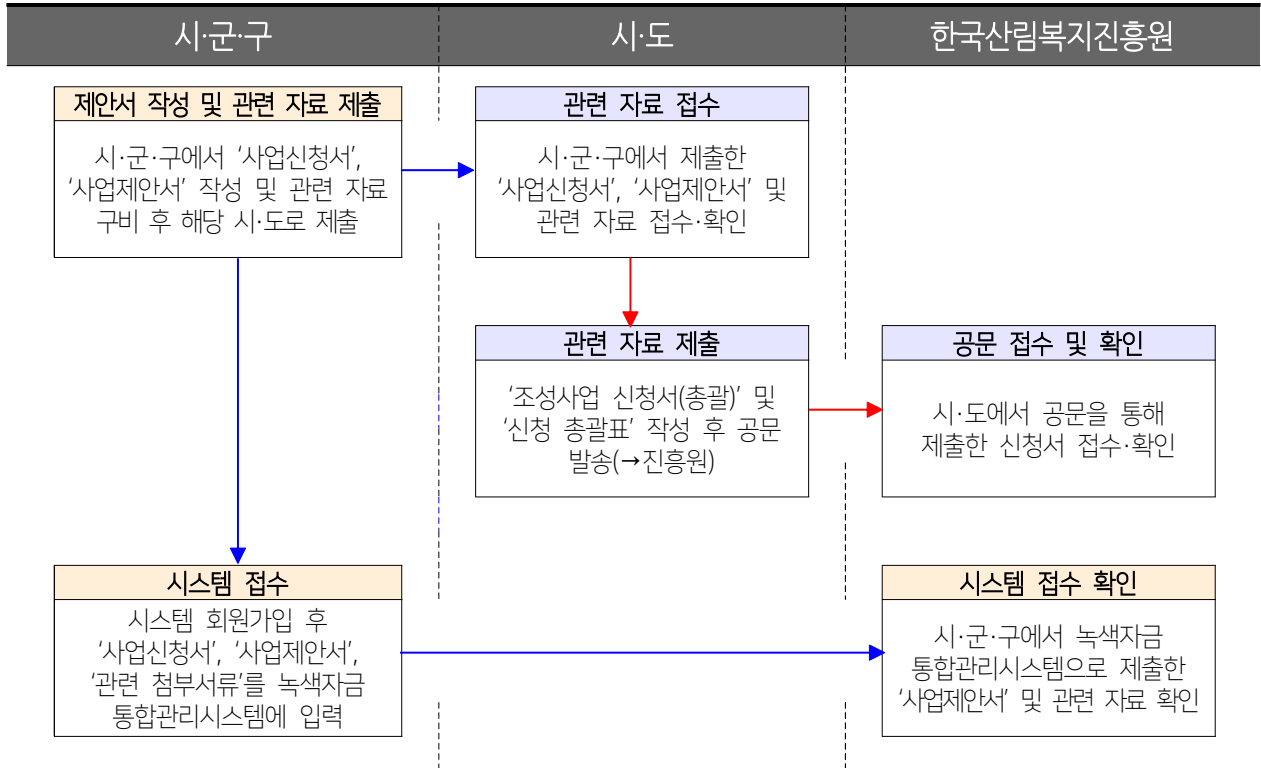 시·군·구
시·도
한국산림복지진흥원
제안서 작성 및 관련 자료 제출
시·군·구에서 '사업신청서',
'사업제안서' 작성 및 관련 자료
구비 후 해당 시·도로 제출
관련 자료 접수
시·군·구에서 제출한
'사업신청서', '사업제안서' 및
관련 자료 접수·확인
관련 자료 제출
'조성사업 신청서(총괄)' 및
'신청 총괄표' 작성 후 공문
발송(→진흥원)
공문 접수 및 확인
시·도에서 공문을 통해
제출한 신청서 접수·확인
시스템 접수
시스템 회원가입 후
'사업신청서', '사업제안서',
'관련 첨부서류'를 녹색자금
통합관리시스템에 입력
시스템 접수 확인
시·군·구에서 녹색자금
통합관리시스템으로 제출한
'사업제안서' 및 관련 자료 확인